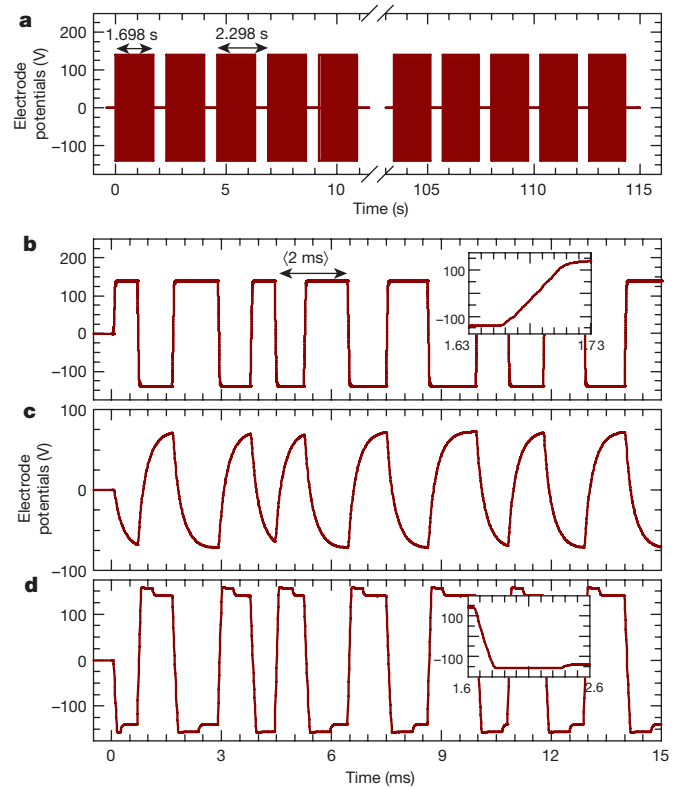 a
200
100
0
−100
Electrode
potentials (V)
1.698 s
2.298 s
0
5
10
105
110
115
Time (s)
b
200
100
0
−100
⟨2 ms⟩
100
−100
1.63
1.73
c
100
0
−100
Electrode
potentials (V)
d
100
0
−100
100
−100
1.6
2.6
0
3
6
9
12
15
Time (ms)